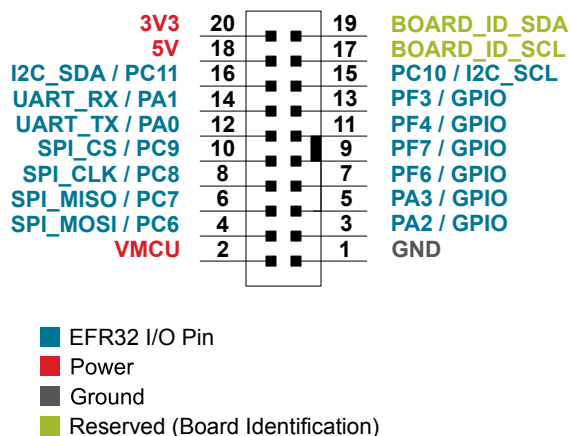 3V3 20 19 BOARD_ID_SDA
5V 18 17 BOARD_ID_SCL
I2C_SDA / PC11 16 15 PC10 / I2C_SCL
UART_RX / PA1 14 13 PF3 / GPIO
UART_TX / PA0 12 11 PF4 / GPIO
SPI_CS / PC9 10 9 PF7 / GPIO
SPI_CLK / PC8 8 7 PF6 / GPIO
SPI_MISO / PC7 6 5 PA3 / GPIO
SPI_MOSI / PC6 4 3 PA2 / GPIO
VMCU 2 1 GND
EFR32 I/O Pin
Power
Ground
Reserved (Board Identification)